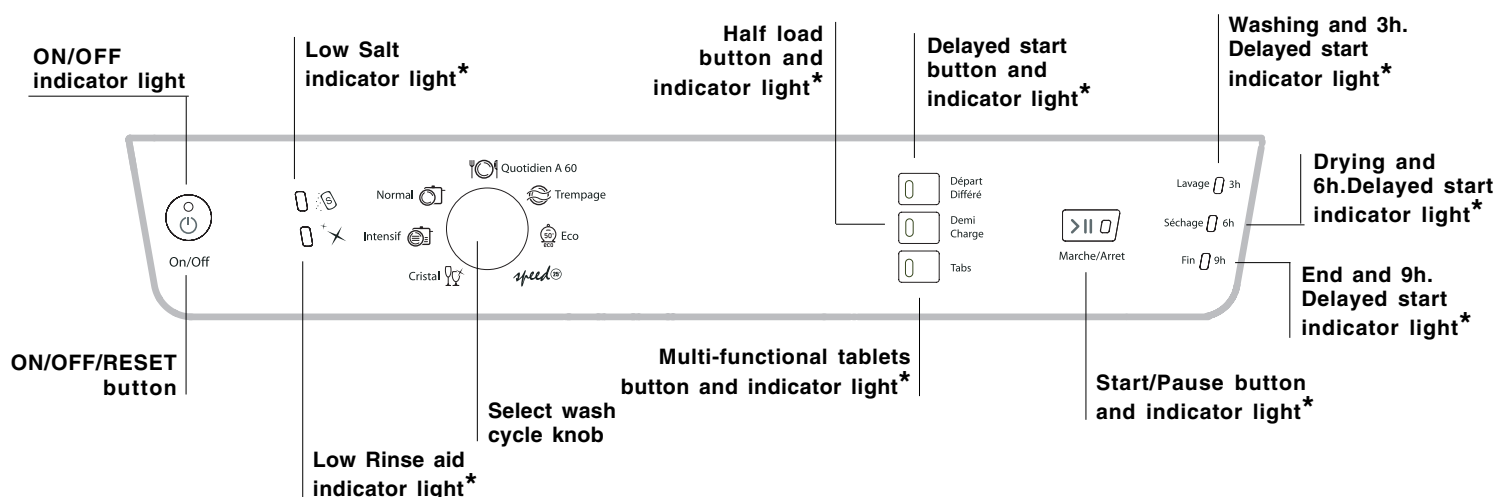 ON/OFF
indicator light
Low Salt
indicator light*
Half load
button and
indicator light*
Delayed start
button and
indicator light*
Washing and 3h.
Delayed start
indicator light*
Drying and
6h.Delayed start
indicator light*
End and 9h.
Delayed start
indicator light*
On/Off
S
Quotidien A 60
Normal
Trempage
Intensif
50°
ECO
Eco
Cristal
speed 25'
Départ
Différé
Demi
Charge
Tabs
Marche/Arret
Lavage 3h
Séchage 6h
Fin 9h
ON/OFF/RESET
button
Low Rinse aid
indicator light*
Select wash
cycle knob
Multi-functional tablets
button and indicator light*
Start/Pause button
and indicator light*